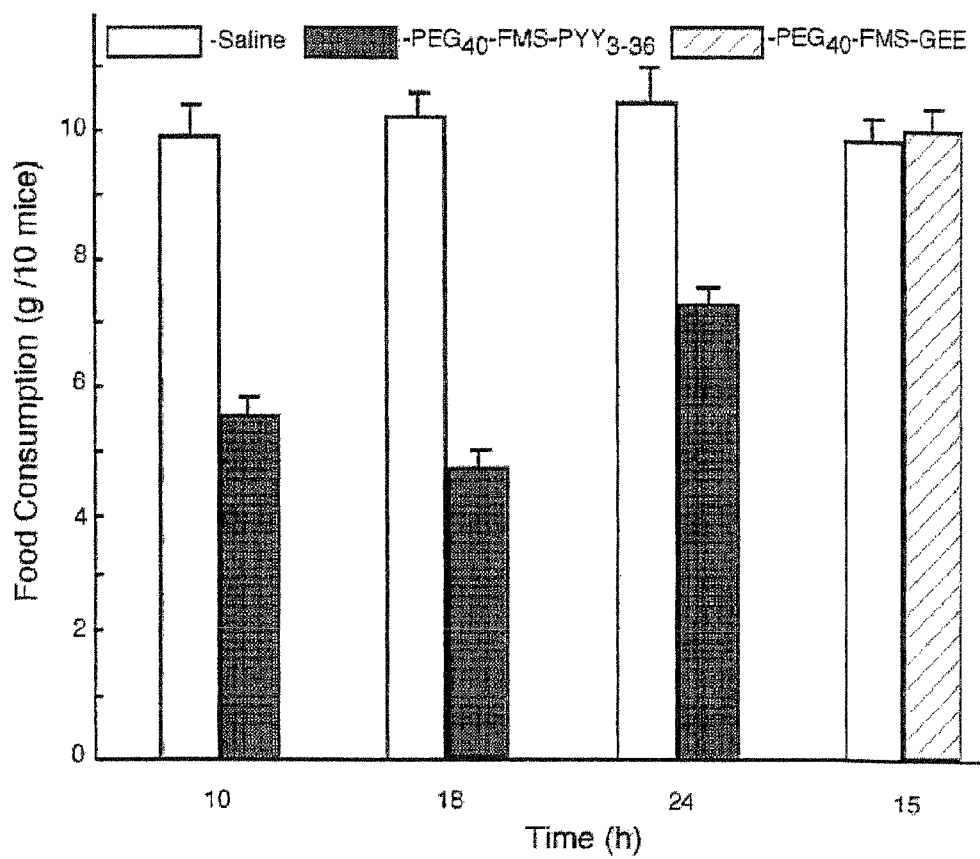 -Saline -PEG40-FMS-PYY3-36 -PEG40-FMS-GEE
Food Consumption (g /10 mice)
10
8
6
4
2
0
10 18 24 15
Time (h)